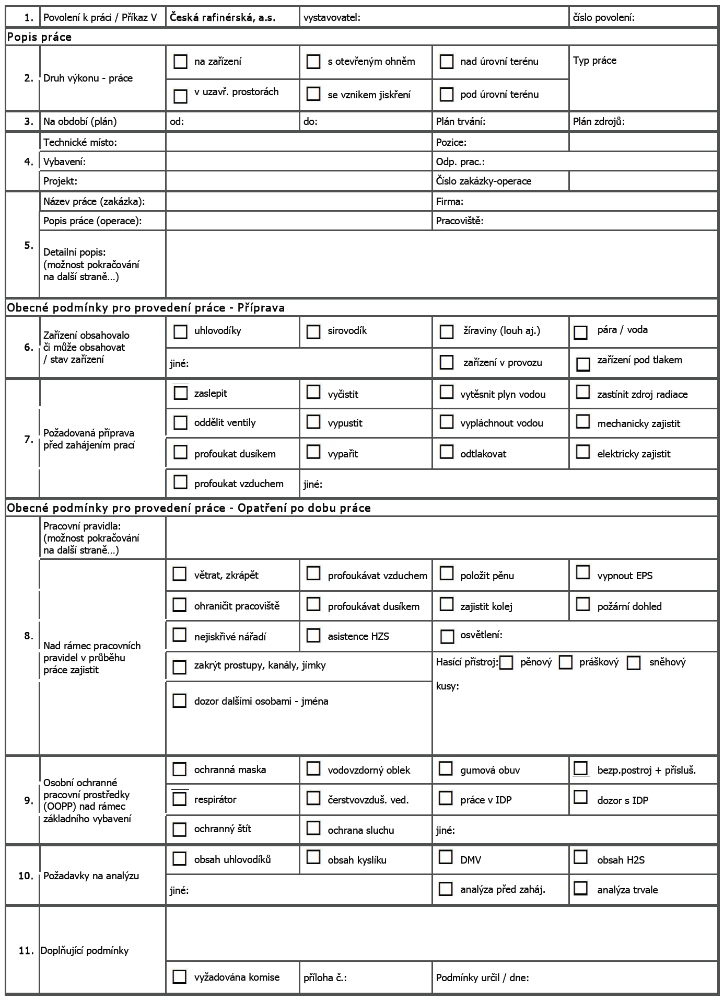 1. Povolení k práci / Příkaz V Česká rafinérská, a.s. vystavovatel: číslo povolení:
Popis práce
2. Druh výkonu - práce
na zařízení s otevřeným ohněm nad úrovní terénu Typ práce
v uzavř. prostorách se vznikem jiskření pod úrovní terénu
3. Na období (plán) od: do: Plán trvání: Plán zdrojů:
4.
Technické místo: Pozice:
Vybavení: Odp. prac.:
Projekt: Číslo zakázky-operace
5.
Název práce (zakázka): Firma:
Popis práce (operace): Pracoviště:
Detailní popis:
(možnost pokračování
na další straně...)
Obecné podmínky pro provedení práce - Příprava
6.
Zařízení obsahovalo
či může obsahovat
/ stav zařízení
uhlovodíky sirovodík žíraviny (louh aj.) pára / voda
jiné: zařízení v provozu zařízení pod tlakem
7.
Požadovaná příprava
před zahájením prací
zaslepit vyčistit vytěsnit plyn vodou zastínit zdroj radiace
oddělit ventily vypustit vypláchnout vodou mechanicky zajistit
profoukat dusíkem vypařit odtlakovat elektricky zajistit
profoukat vzduchem jiné:
Obecné podmínky pro provedení práce - Opatření po dobu práce
8.
Pracovní pravidla:
(možnost pokračování
na další straně...)
Nad rámec pracovních
pravidel v průběhu
práce zajistit
větrat, zkrápět profoukávat vzduchem položit pěnu vypnout EPS
ohraničit pracoviště profoukávat dusíkem zajistit kolej požární dohled
nejiskřivé nářadí asistence HZS osvětlení:
zakrýt prostupy, kanály, jímky Hasící přístroj: pěnový práškový sněhový
kusy:
dozor dalšími osobami - jména
9.
Osobní ochranné
pracovní prostředky
(OOPP) nad rámec
základního vybavení
ochranná maska vodovzdorný oblek gumová obuv bezp.postroj + přísluš.
respirátor čerstvovzduš. ved. práce v IDP dozor s IDP
ochranný štít ochrana sluchu jiné:
10. Požadavky na analýzu
obsah uhlovodíků obsah kyslíku DMV obsah H2S
jiné: analýza před zaháj. analýza trvale
11. Doplňující podmínky
vyžadována komise příloha č.: Podmínky určil / dne: